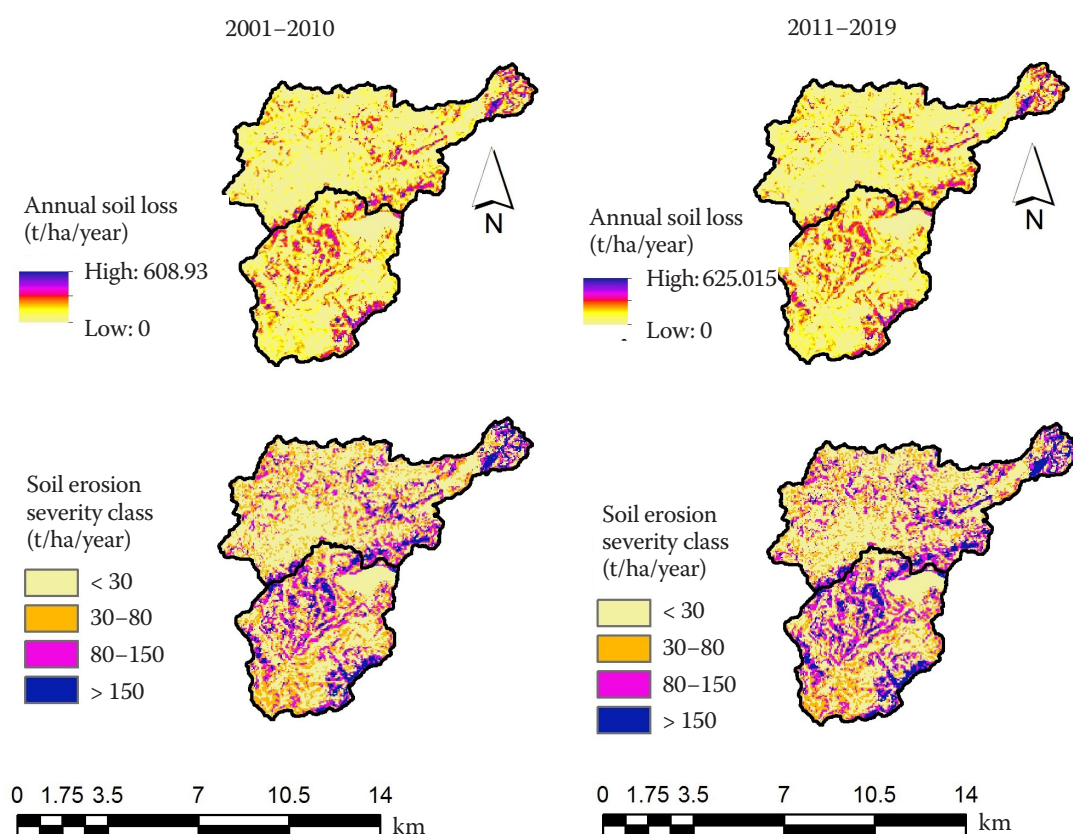 2001–2010
Annual soil loss
(t/ha/year)
High: 608.93
Low: 0
N
2011–2019
Annual soil loss
(t/ha/year)
High: 625.015
Low: 0
N
Soil erosion
severity class
(t/ha/year)
< 30
30–80
80–150
> 150
0 1.75 3.5 7 10.5 14
km
Soil erosion
severity class
(t/ha/year)
< 30
30–80
80–150
> 150
0 1.75 3.5 7 10.5 14
km